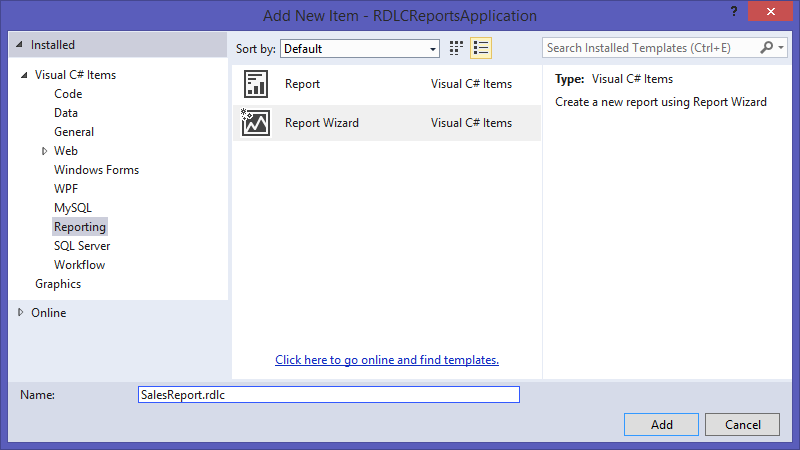 Add New Item - RDLCReportsApplication
?
Installed
Sort by: Default
Search Installed Templates (Ctrl+E)
Visual C# Items
Code
Data
General
Web
Windows Forms
WPF
MySQL
Reporting
SQL Server
Workflow
Graphics
Online
Report Visual C# Items
Report Wizard Visual C# Items
Click here to go online and find templates.
Type: Visual C# Items
Create a new report using Report Wizard
Name: SalesReport.rdlc
Add Cancel